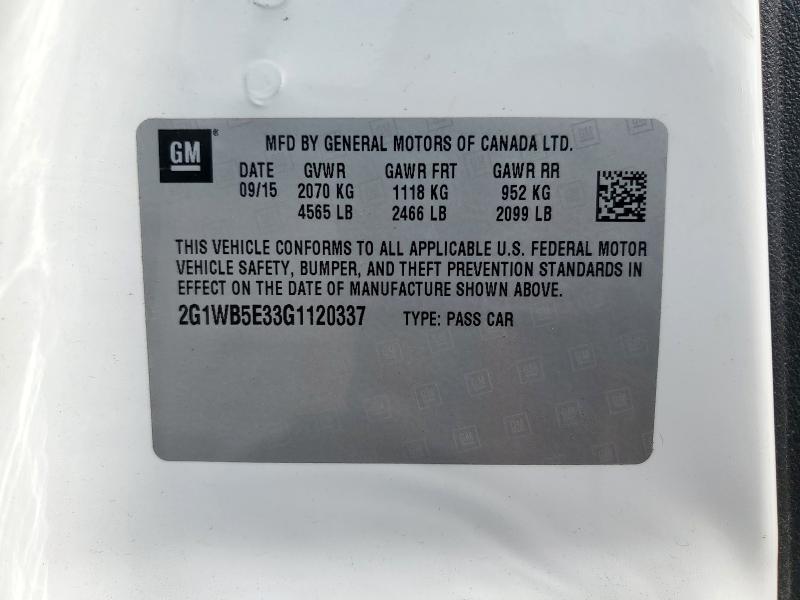 GM® MFD BY GENERAL MOTORS OF CANADA LTD.
DATE GVWR GAWR FRT GAWR RR
09/15 2070 KG 1118 KG 952 KG
4565 LB 2466 LB 2099 LB
THIS VEHICLE CONFORMS TO ALL APPLICABLE U.S. FEDERAL MOTOR
VEHICLE SAFETY, BUMPER, AND THEFT PREVENTION STANDARDS IN
EFFECT ON THE DATE OF MANUFACTURE SHOWN ABOVE.
2G1WB5E33G1120337 TYPE: PASS CAR